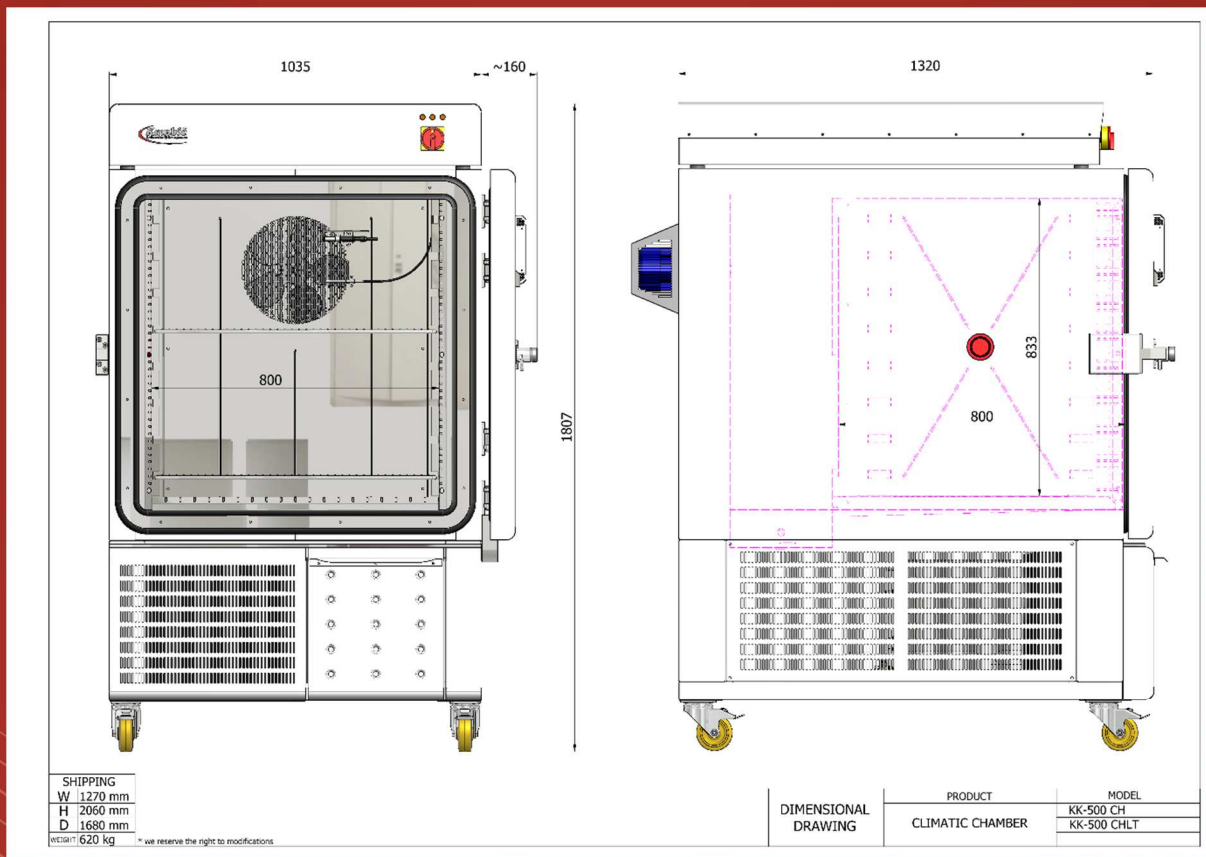 1035
~160
1320
800
1807
833
800
SHIPPING
W 1270 mm
H 2060 mm
D 1680 mm
WEIGHT 620 kg
* we reserve the right to modifications
DIMENSIONAL
DRAWING
PRODUCT
CLIMATIC CHAMBER
MODEL
KK-500 CH
KK-500 CHLT